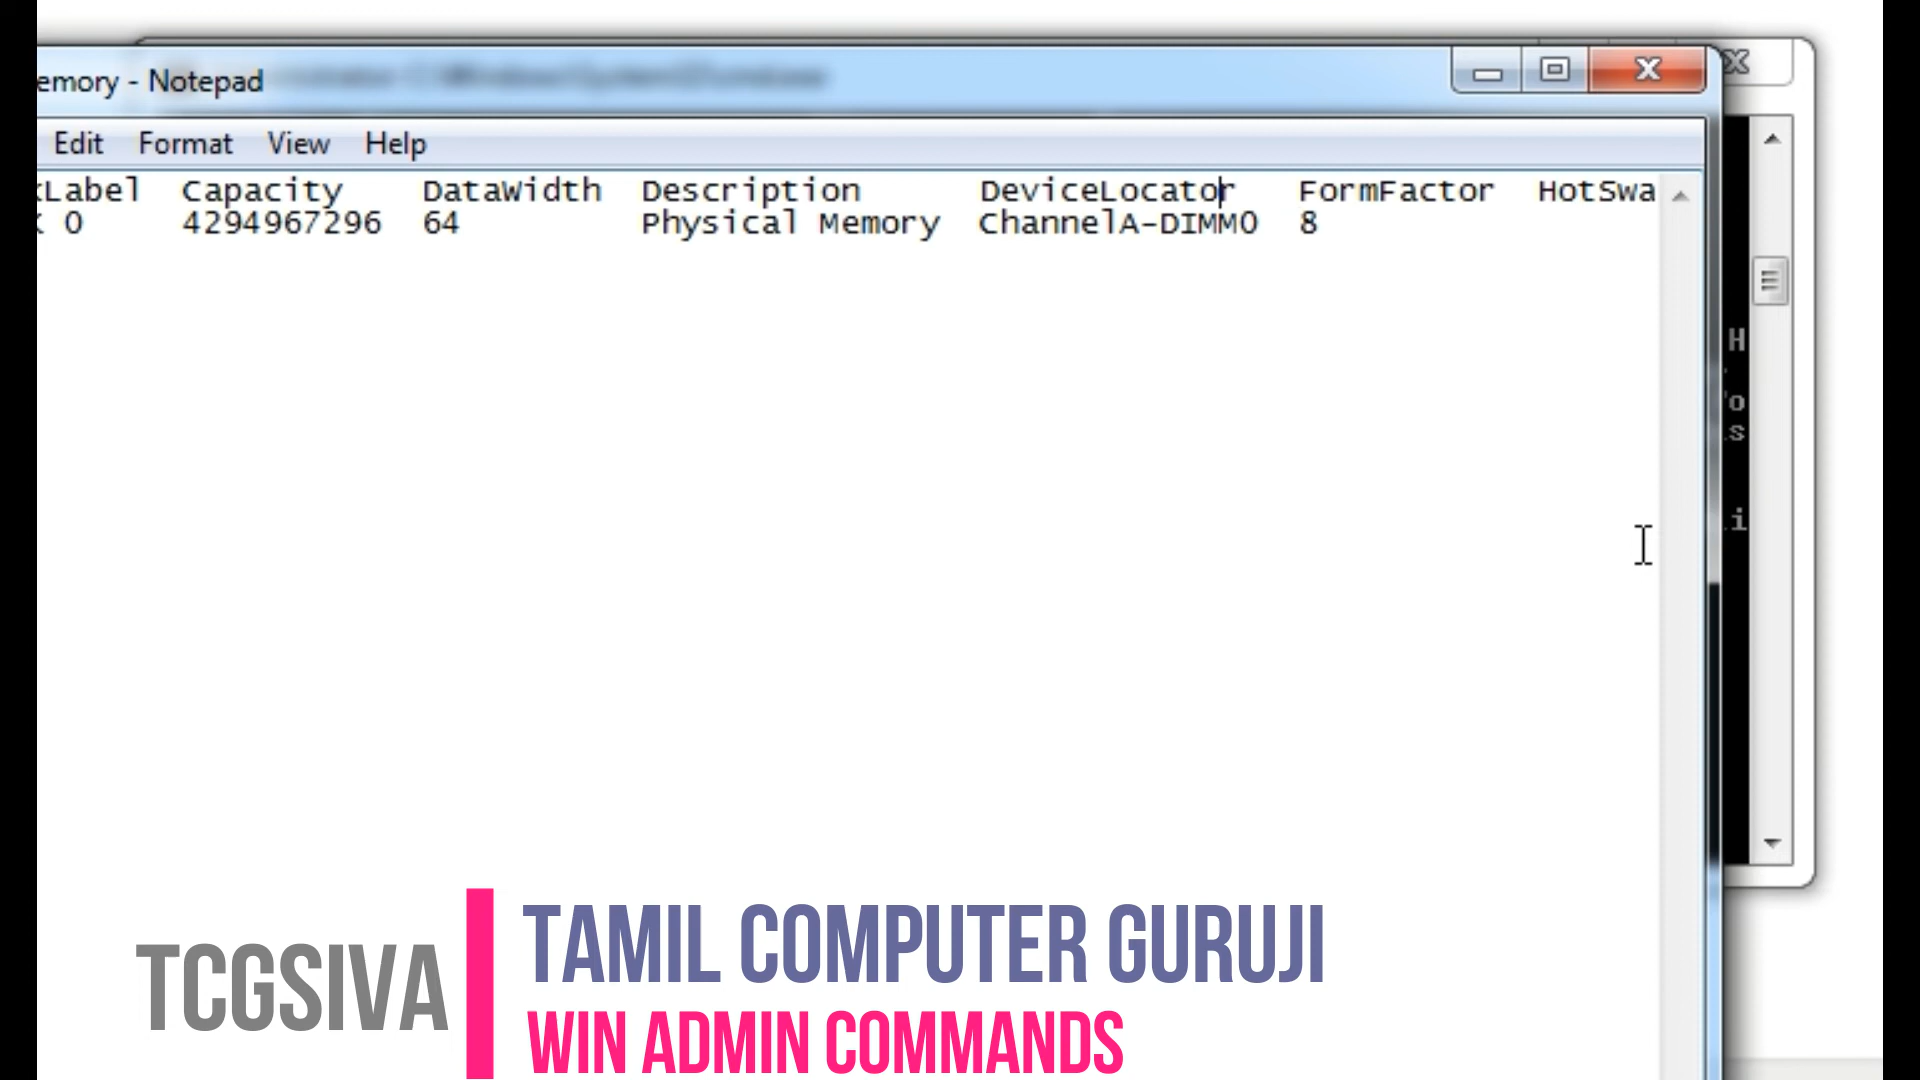 emory - Notepad
Edit Format View Help
kLabel Capacity DataWidth Description DeviceLocator FormFactor HotSwa
k 0 4294967296 64 Physical Memory ChannelA-DIMM0 8
H
o
s
i
TCGSIVA
TAMIL COMPUTER GURUJI
WIN ADMIN COMMANDS